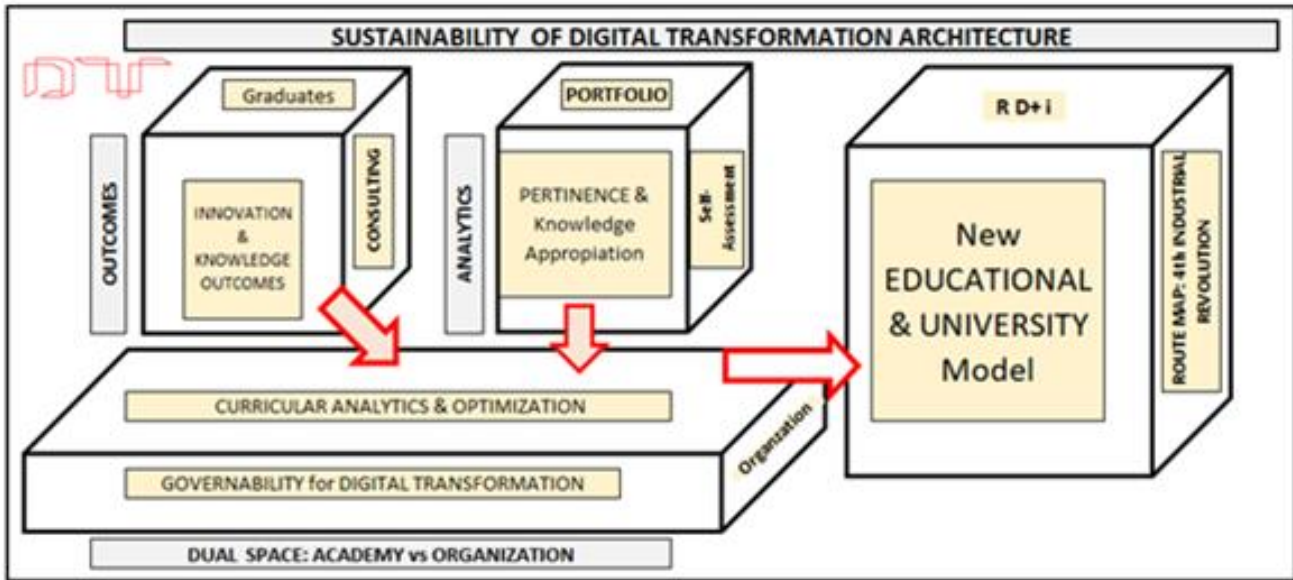 SUSTAINABILITY OF DIGITAL TRANSFORMATION ARCHITECTURE
Graduates
OUTCOMES
INNOVATION
&
KNOWLEDGE
OUTCOMES
CONSULTING
PORTFOLIO
ANALYTICS
PERTINENCE &
Knowledge
Appropiation
Self-
Assessment
R D+ i
New
EDUCATIONAL
& UNIVERSITY
Model
ROUTE MAP: 4th INDUSTRIAL
REVOLUTION
CURRICULAR ANALYTICS & OPTIMIZATION
GOVERNABILITY for DIGITAL TRANSFORMATION
Organzation
DUAL SPACE: ACADEMY vs ORGANIZATION